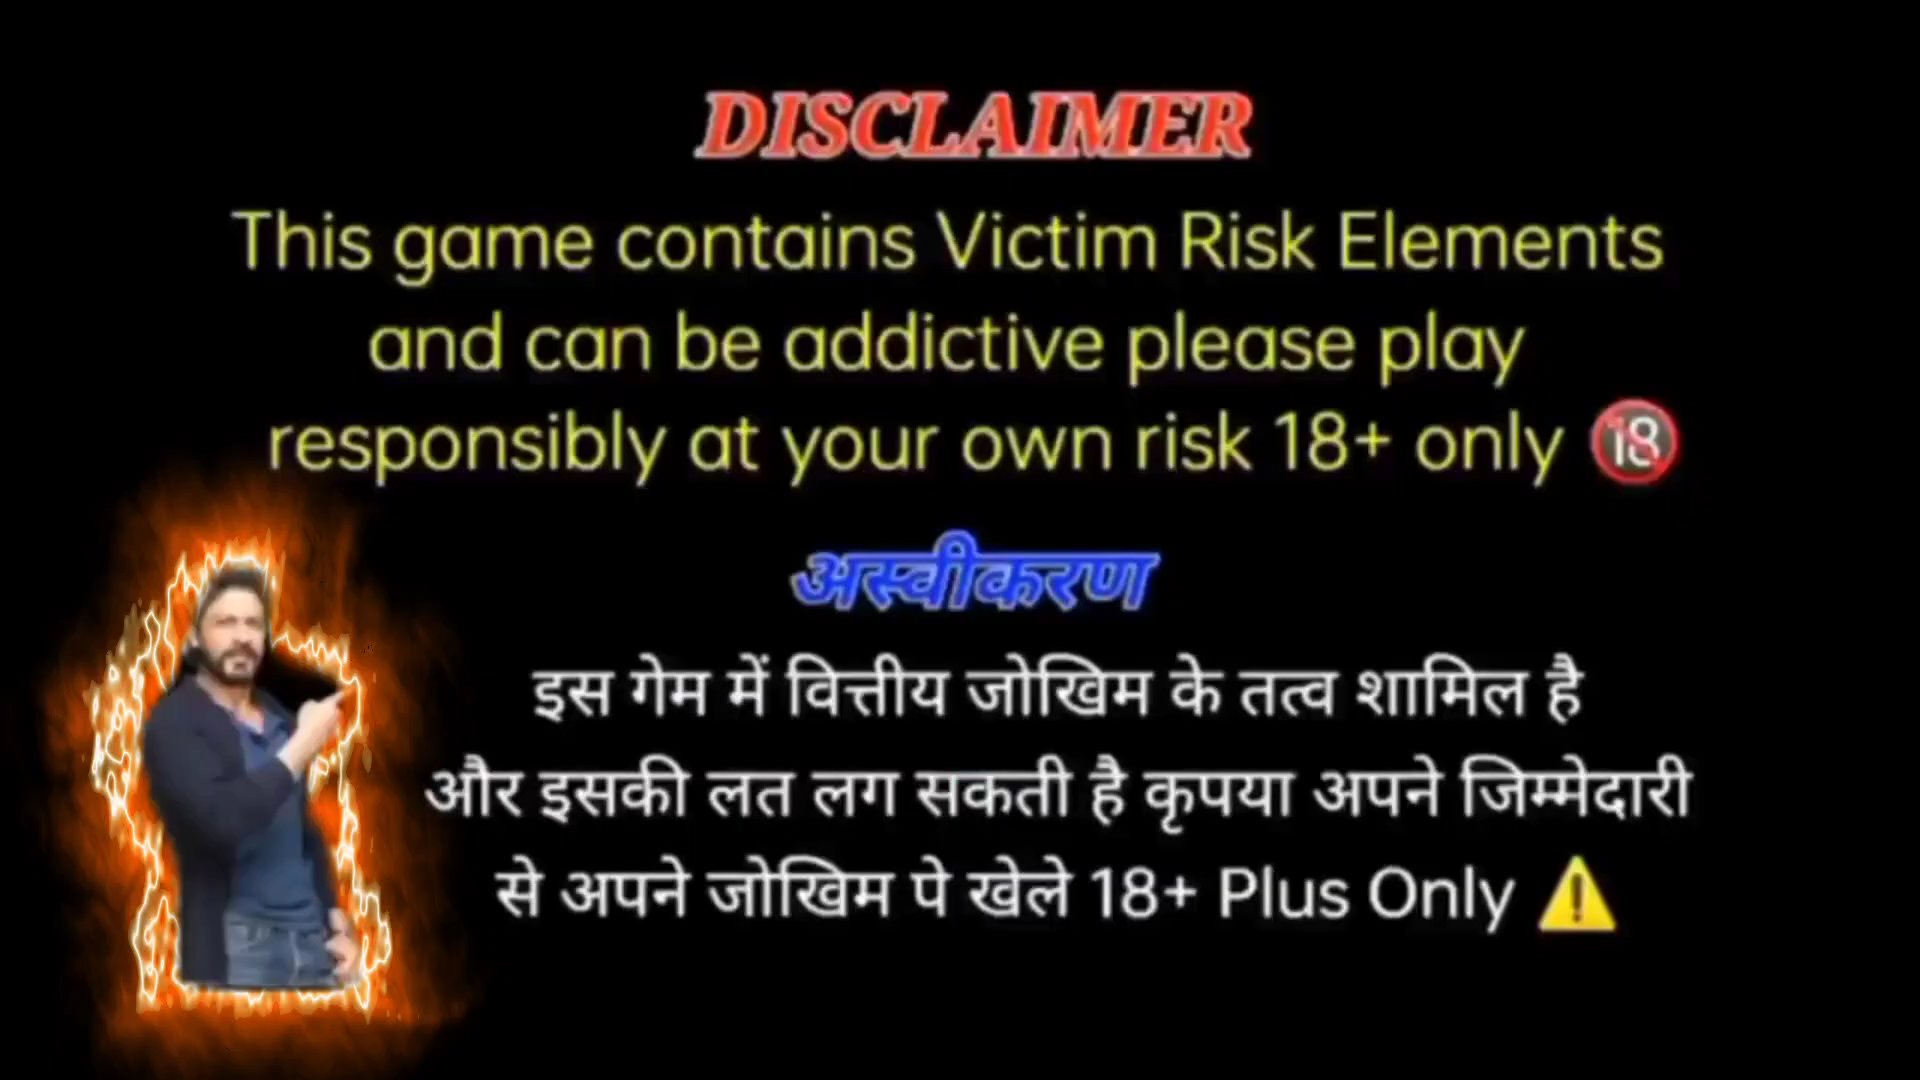 DISCLAIMER
This game contains Victim Risk Elements
and can be addictive please play
responsibly at your own risk 18+ only 🔞
अस्वीकरण
इस गेम में वित्तीय जोखिम के तत्व शामिल है
और इसकी लत लग सकती है कृपया अपने जिम्मेदारी
से अपने जोखिम पे खेले 18+ Plus Only ⚠️